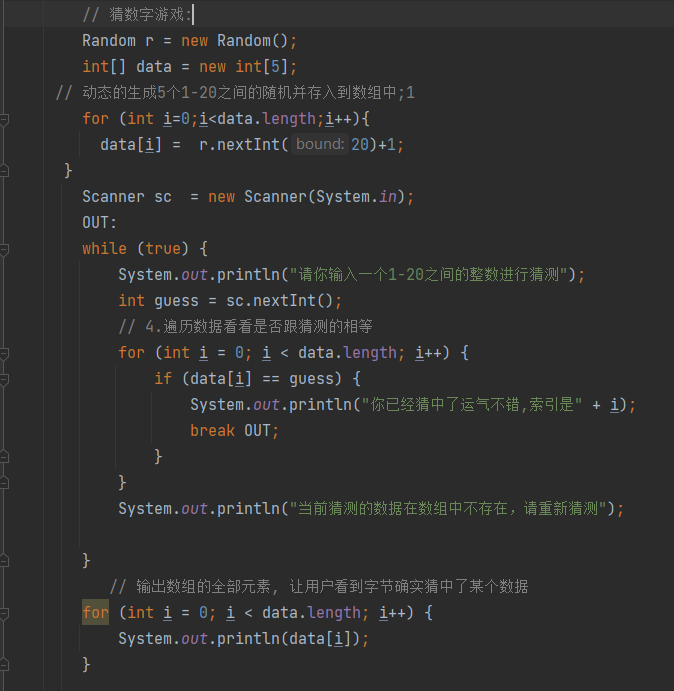 // 猜数字游戏:
Random r = new Random();
int[] data = new int[5];
// 动态的生成5个1-20之间的随机并存入到数组中;1
for (int i=0;i<data.length;i++){
data[i] =  r.nextInt( bound: 20)+1;
}
Scanner sc  = new Scanner(System.in);
OUT:
while (true) {
System.out.println("请你输入一个1-20之间的整数进行猜测");
int guess = sc.nextInt();
// 4.遍历数据看看是否跟猜测的相等
for (int i = 0; i < data.length; i++) {
if (data[i] == guess) {
System.out.println("你已经猜中了运气不错,索引是" + i);
break OUT;
}
}
System.out.println("当前猜测的数据在数组中不存在，请重新猜测");
}
// 输出数组的全部元素, 让用户看到字节确实猜中了某个数据
for (int i = 0; i < data.length; i++) {
System.out.println(data[i]);
}